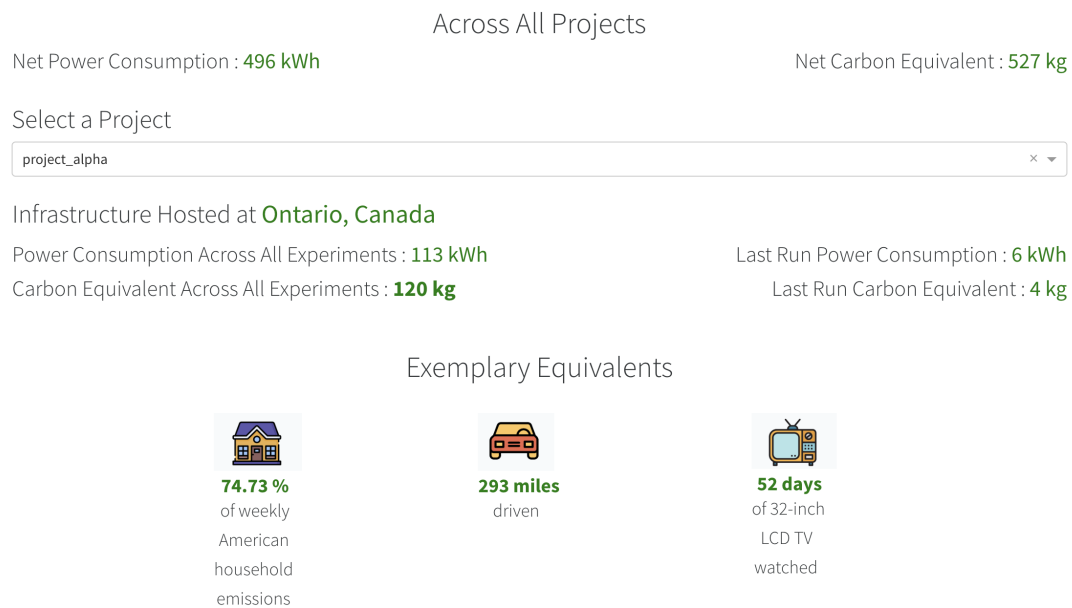 Across All Projects
Net Power Consumption : 496 kWh
Net Carbon Equivalent : 527 kg
Select a Project
project_alpha
Infrastructure Hosted at Ontario, Canada
Power Consumption Across All Experiments : 113 kWh
Last Run Power Consumption : 6 kWh
Carbon Equivalent Across All Experiments : 120 kg
Last Run Carbon Equivalent : 4 kg
Exemplary Equivalents
74.73 %
of weekly
American
household
emissions
293 miles
driven
52 days
of 32-inch
LCD TV
watched